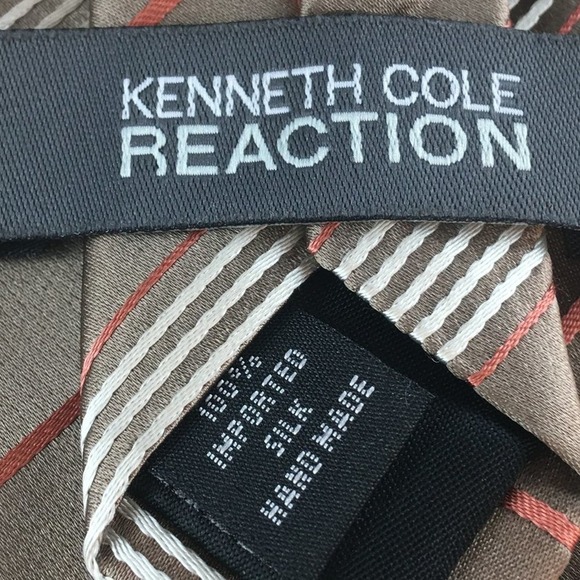 KENNETH COLE
REACTION
100%
IMPORTED
SILK
HAND MADE